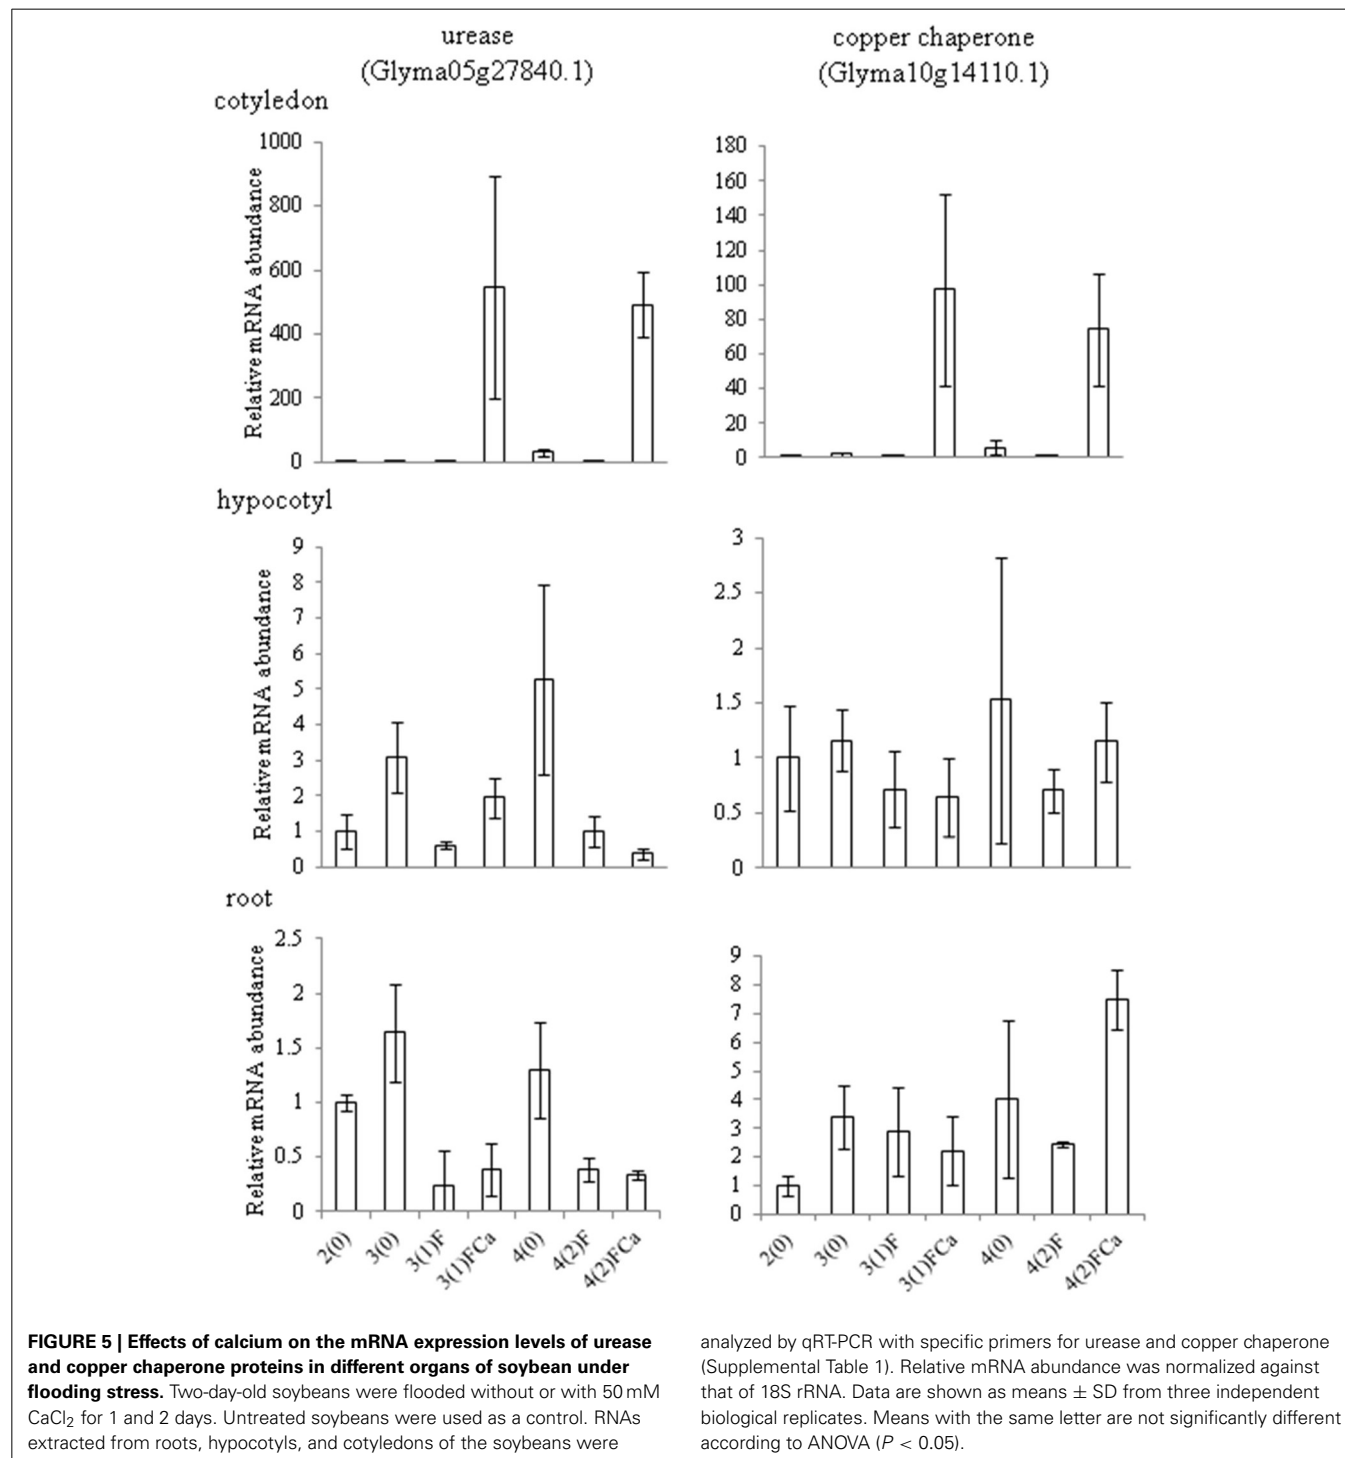 urease
(Glyma05g27840.1)
copper chaperone
(Glyma10g14110.1)
cotyledon
Relative mRNA abundance
1000
800
600
400
200
0
180
160
140
120
100
80
60
40
20
0
hypocotyl
Relative mRNA abundance
9
8
7
6
5
4
3
2
1
0
3
2.5
2
1.5
1
0.5
0
root
Relative mRNA abundance
2.5
2
1.5
1
0.5
0
2(0) 3(0) 3(1)F 3(1)FCa 4(0) 4(2)F 4(2)FCa
9
8
7
6
5
4
3
2
1
0
2(0) 3(0) 3(1)F 3(1)FCa 4(0) 4(2)F 4(2)FCa
FIGURE 5 | Effects of calcium on the mRNA expression levels of urease
and copper chaperone proteins in different organs of soybean under
flooding stress. Two-day-old soybeans were flooded without or with 50 mM
CaCl₂ for 1 and 2 days. Untreated soybeans were used as a control. RNAs
extracted from roots, hypocotyls, and cotyledons of the soybeans were
analyzed by qRT-PCR with specific primers for urease and copper chaperone
(Supplemental Table 1). Relative mRNA abundance was normalized against
that of 18S rRNA. Data are shown as means ± SD from three independent
biological replicates. Means with the same letter are not significantly different
according to ANOVA (P < 0.05).